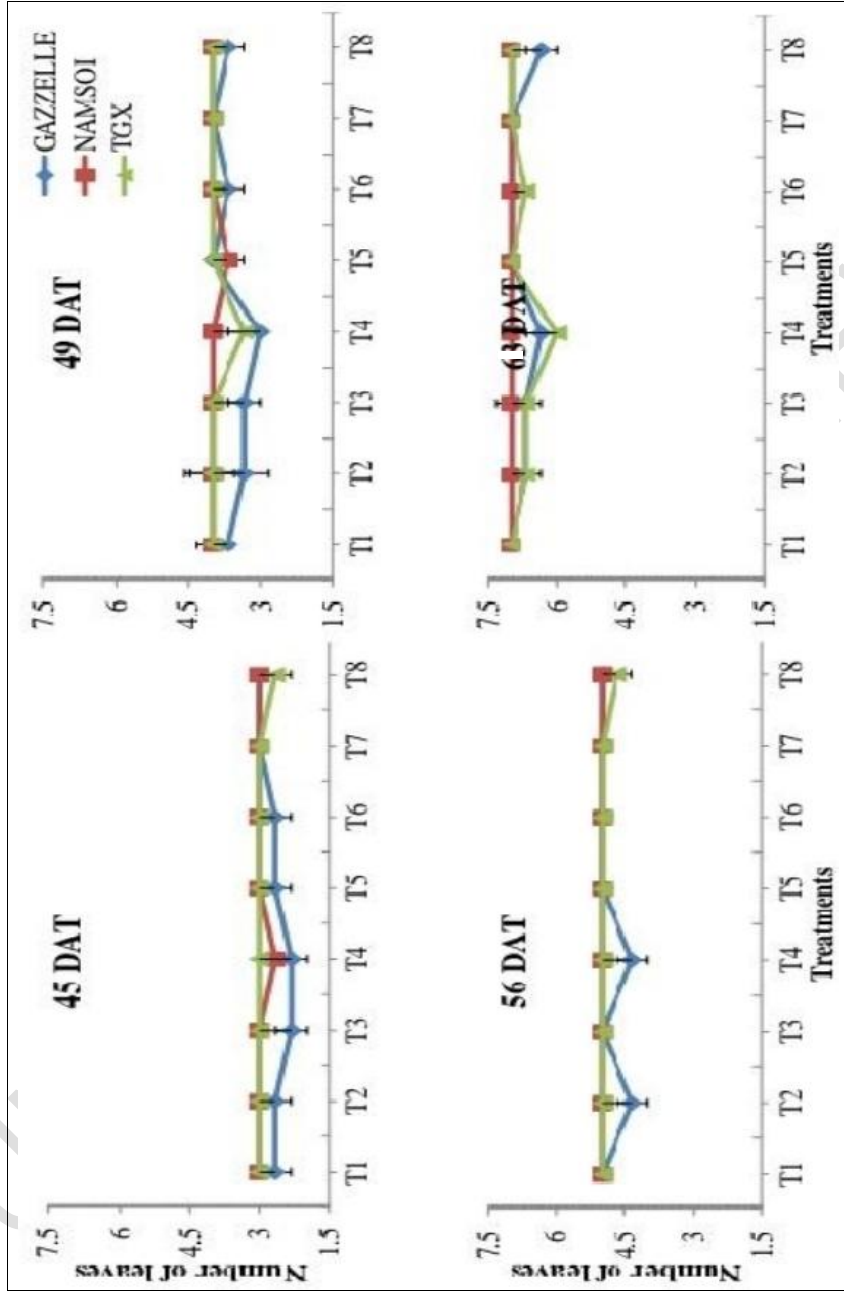 45 DAT
Number of leaves
7.5
6
4.5
3
1.5
T1 T2 T3 T4 T5 T6 T7 T8
49 DAT
GAZZELLE
NAMSOI
TGX
7.5
6
4.5
3
1.5
T1 T2 T3 T4 T5 T6 T7 T8
56 DAT
Number of leaves
7.5
6
4.5
3
1.5
T1 T2 T3 T4 T5 T6 T7 T8
Treatments
63 DAT
7.5
6
4.5
3
1.5
T1 T2 T3 T4 T5 T6 T7 T8
Treatments